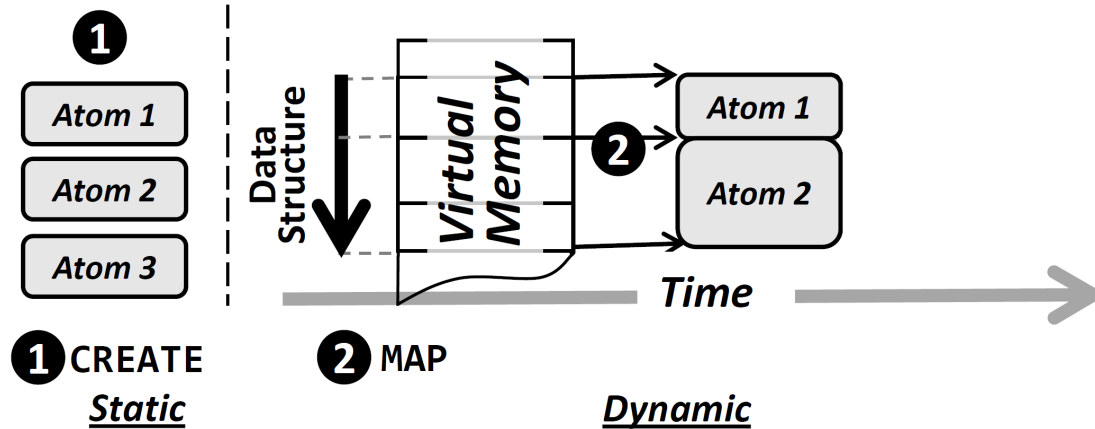 1
Atom 1
Atom 2
Atom 3
Data
Structure
Virtual
Memory
2
Atom 1
Atom 2
Time
1 CREATE
2 MAP
Static
Dynamic